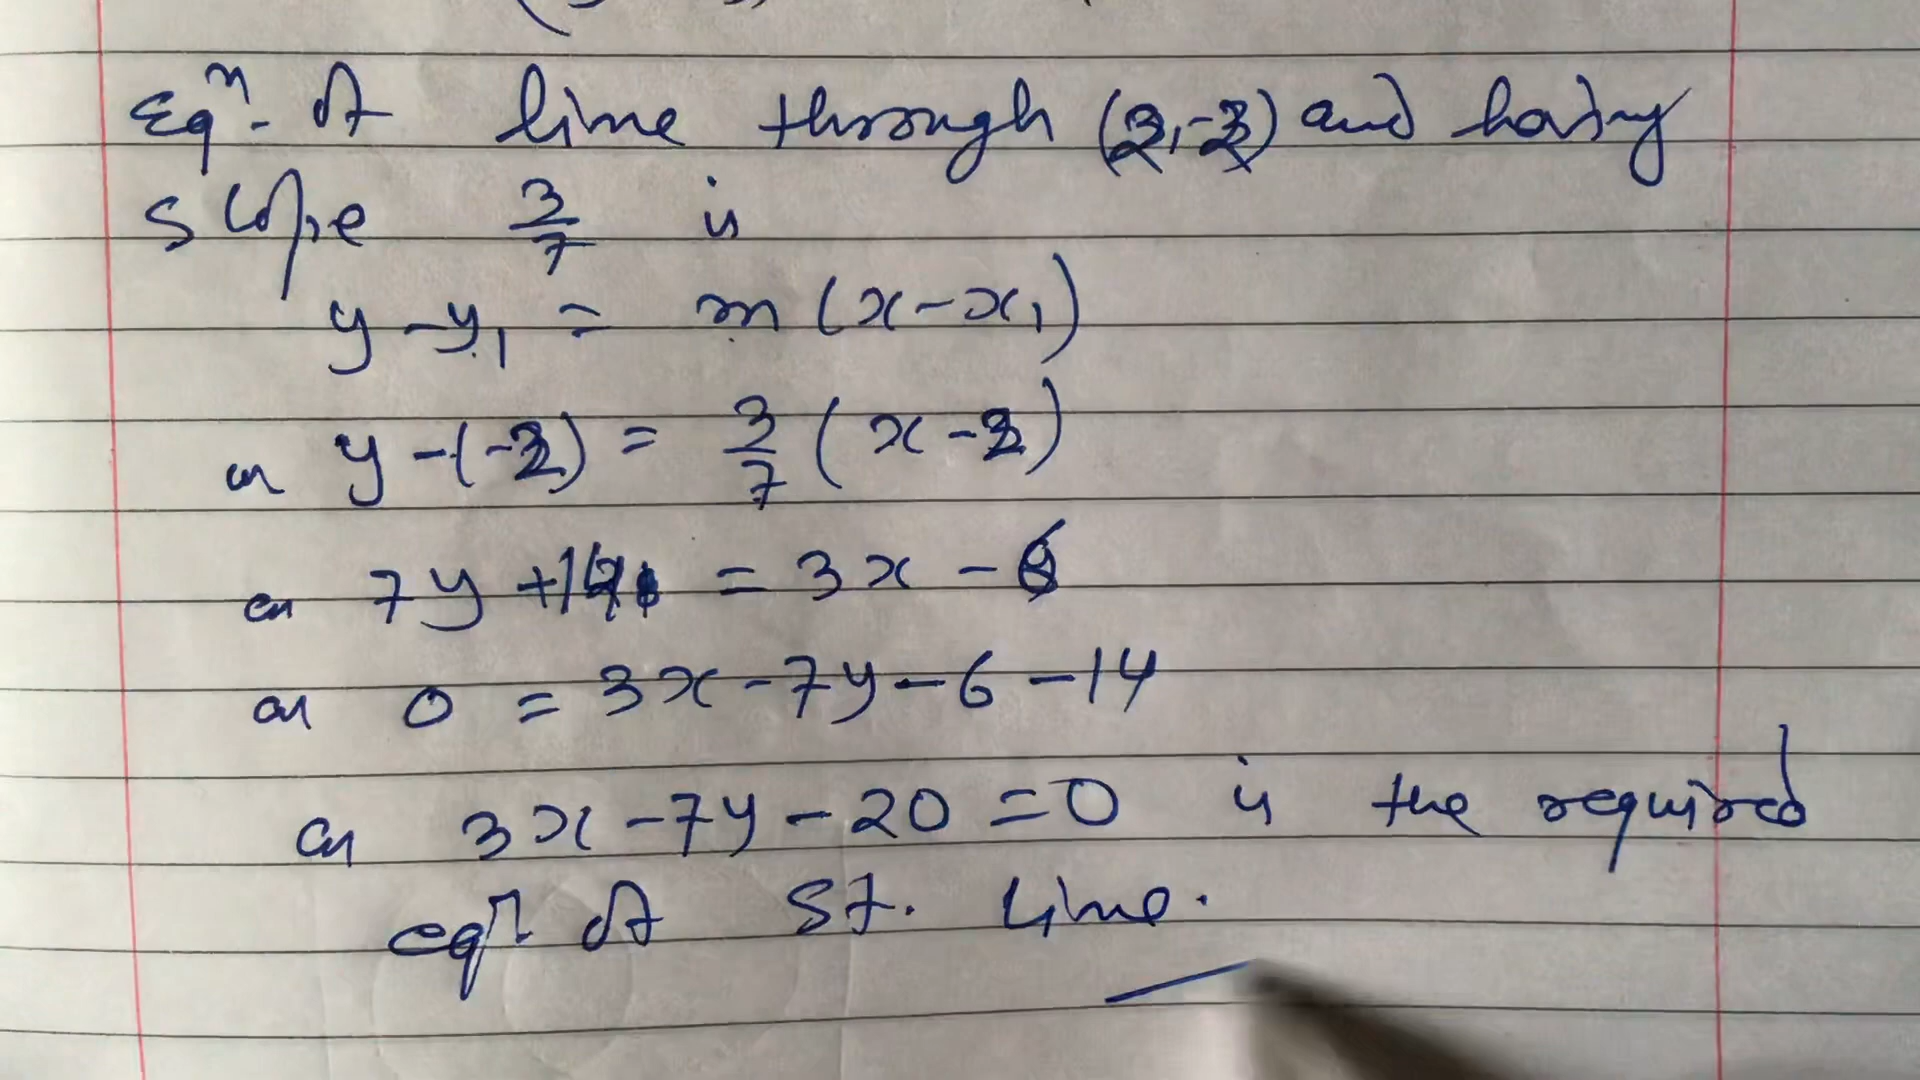 Eqn. of line through (2,-2) and having
slope 3/7 is
y - y₁ = m (x - x₁)
or y - (-2) = 3/7 (x - 2)
or 7y + 14 = 3x - 6
or 0 = 3x - 7y - 6 - 14
or 3x - 7y - 20 = 0 is the required
eqn of st. line.